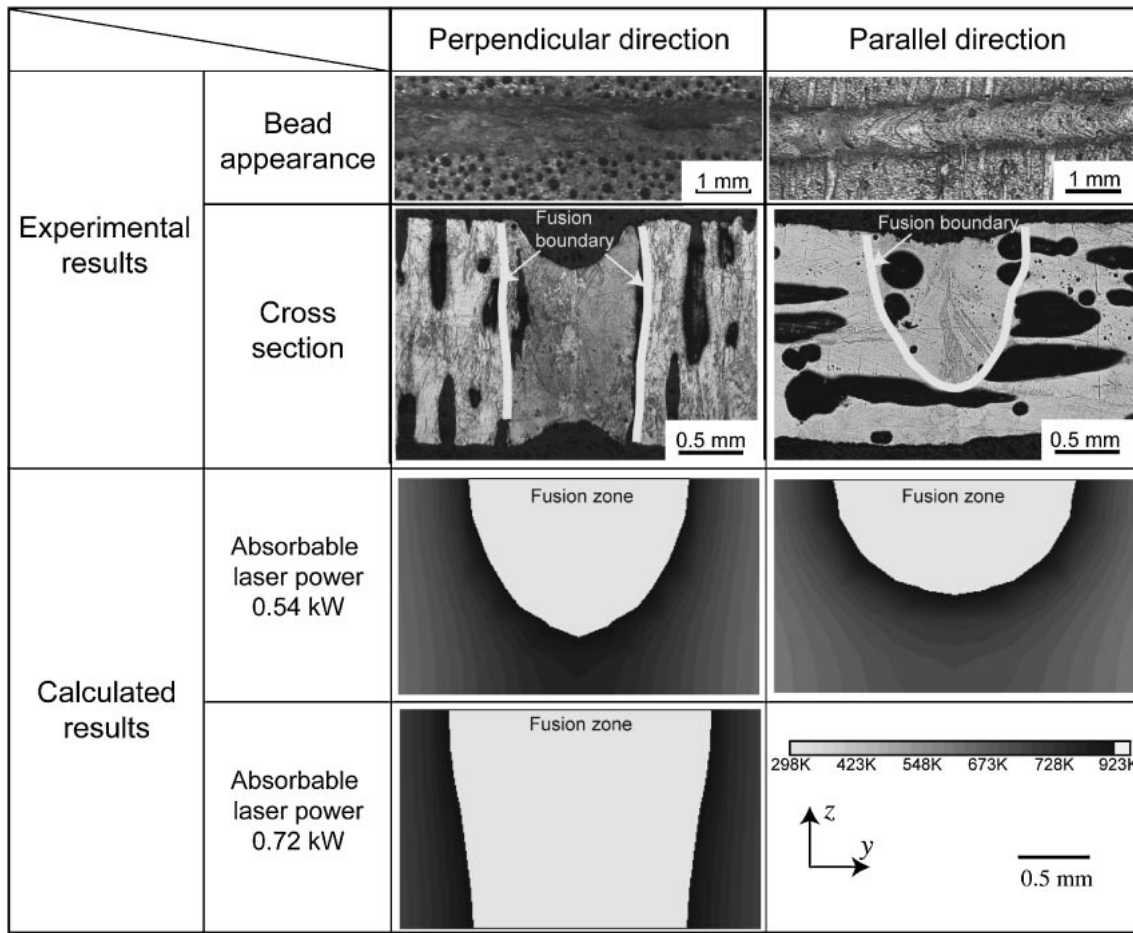 Perpendicular direction
Parallel direction
Experimental
results
Bead
appearance
1 mm
1 mm
Cross
section
Fusion
boundary
0.5 mm
Fusion boundary
0.5 mm
Calculated
results
Absorbable
laser power
0.54 kW
Fusion zone
Fusion zone
Absorbable
laser power
0.72 kW
Fusion zone
298K 423K 548K 673K 728K 923K
z
y
0.5 mm